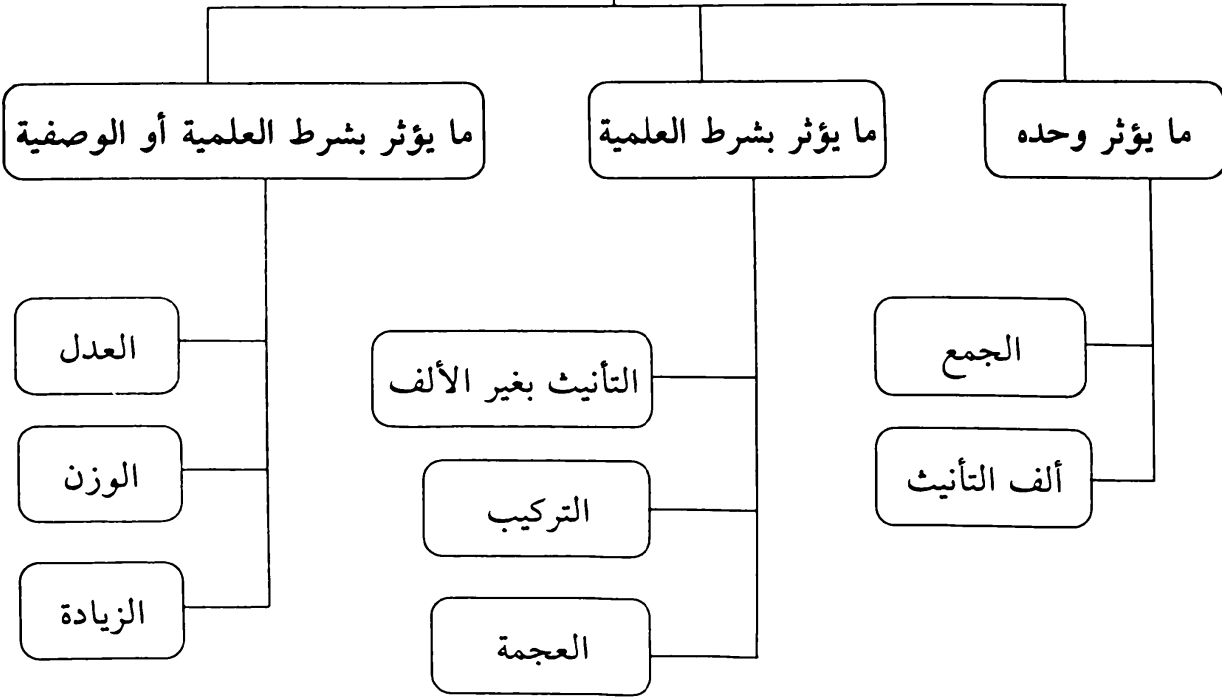 ما يؤثر وحده
ما يؤثر بشرط العلمية
ما يؤثر بشرط العلمية أو الوصفية
الجمع
ألف التأنيث
التأنيث بغير الألف
التركيب
العجمة
العدل
الوزن
الزيادة